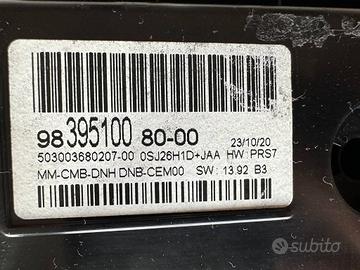 98 395100 80-00 23/10/20
503003680207-00 0SJ26H1D+JAA HW: PRS7
MM-CMB-DNH DNB-CEM00 SW: 13.92 B3
subito